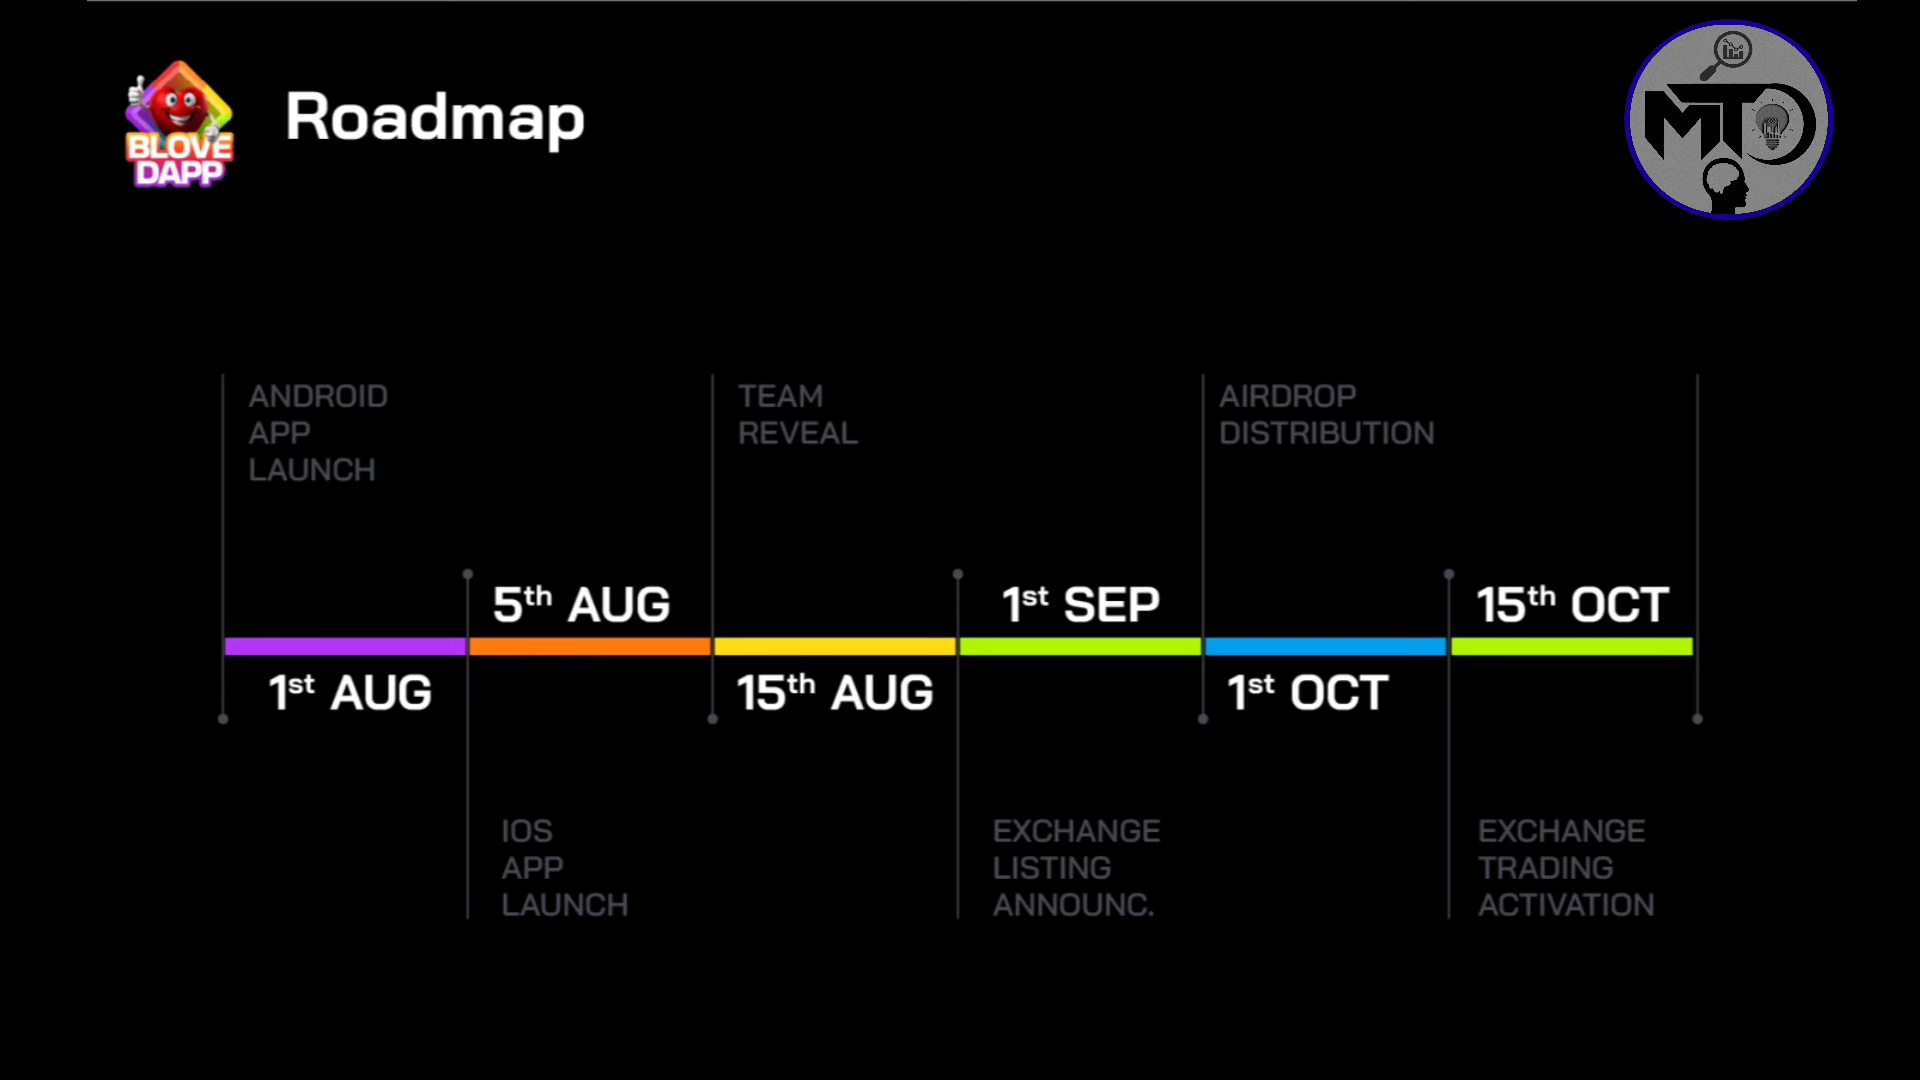 Roadmap
BLOVE
DAPP
MTD
ANDROID
APP
LAUNCH
TEAM
REVEAL
AIRDROP
DISTRIBUTION
5th AUG
1st SEP
15th OCT
1st AUG
15th AUG
1st OCT
IOS
APP
LAUNCH
EXCHANGE
LISTING
ANNOUNC.
EXCHANGE
TRADING
ACTIVATION